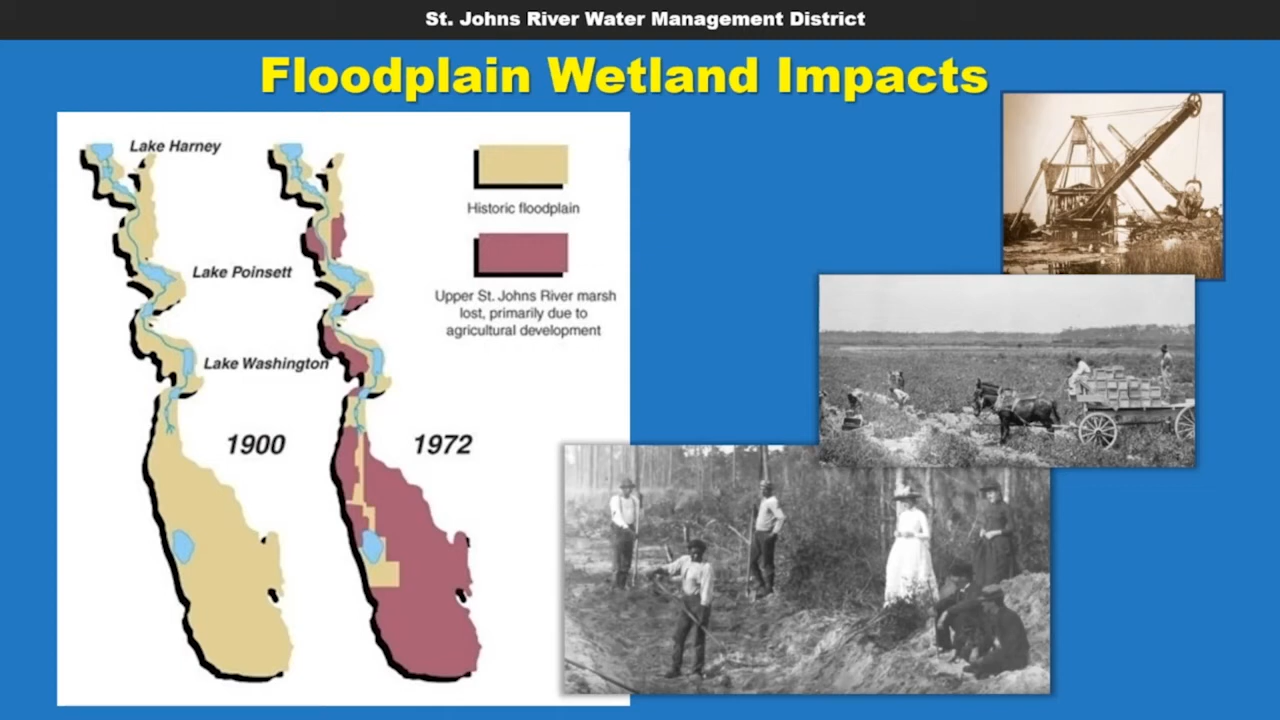 St. Johns River Water Management District
Floodplain Wetland Impacts
Lake Harney
Historic floodplain
Lake Poinsett
Upper St. Johns River marsh
lost, primarily due to
agricultural development
Lake Washington
1900
1972